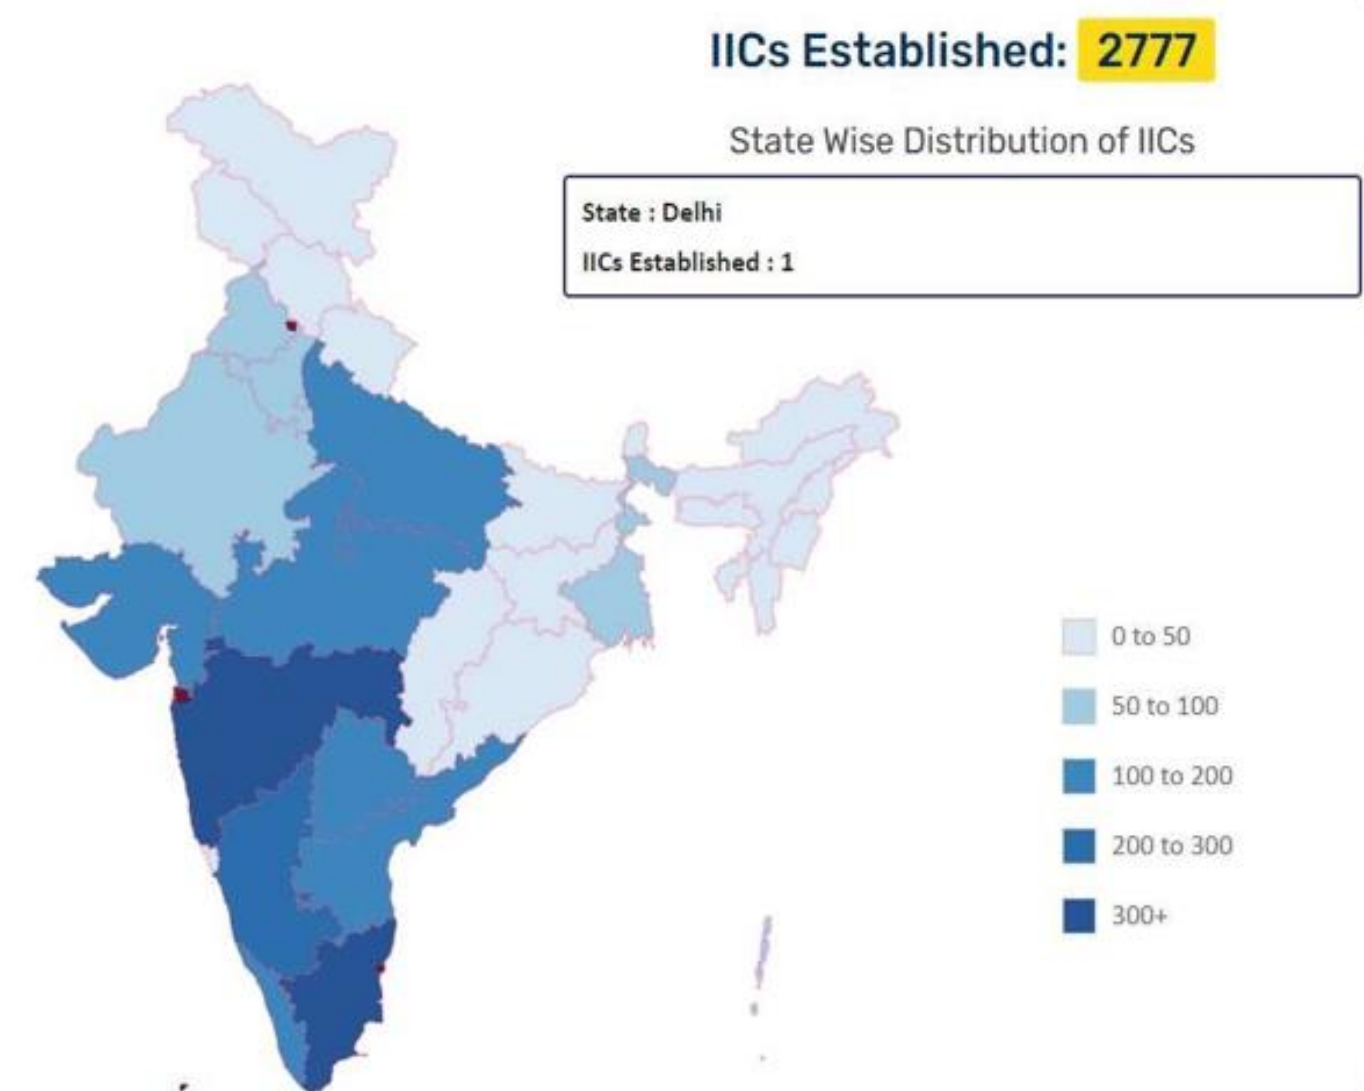 IICs Established: 2777
State Wise Distribution of IICs
State : Delhi
IICs Established : 1
0 to 50
50 to 100
100 to 200
200 to 300
300+